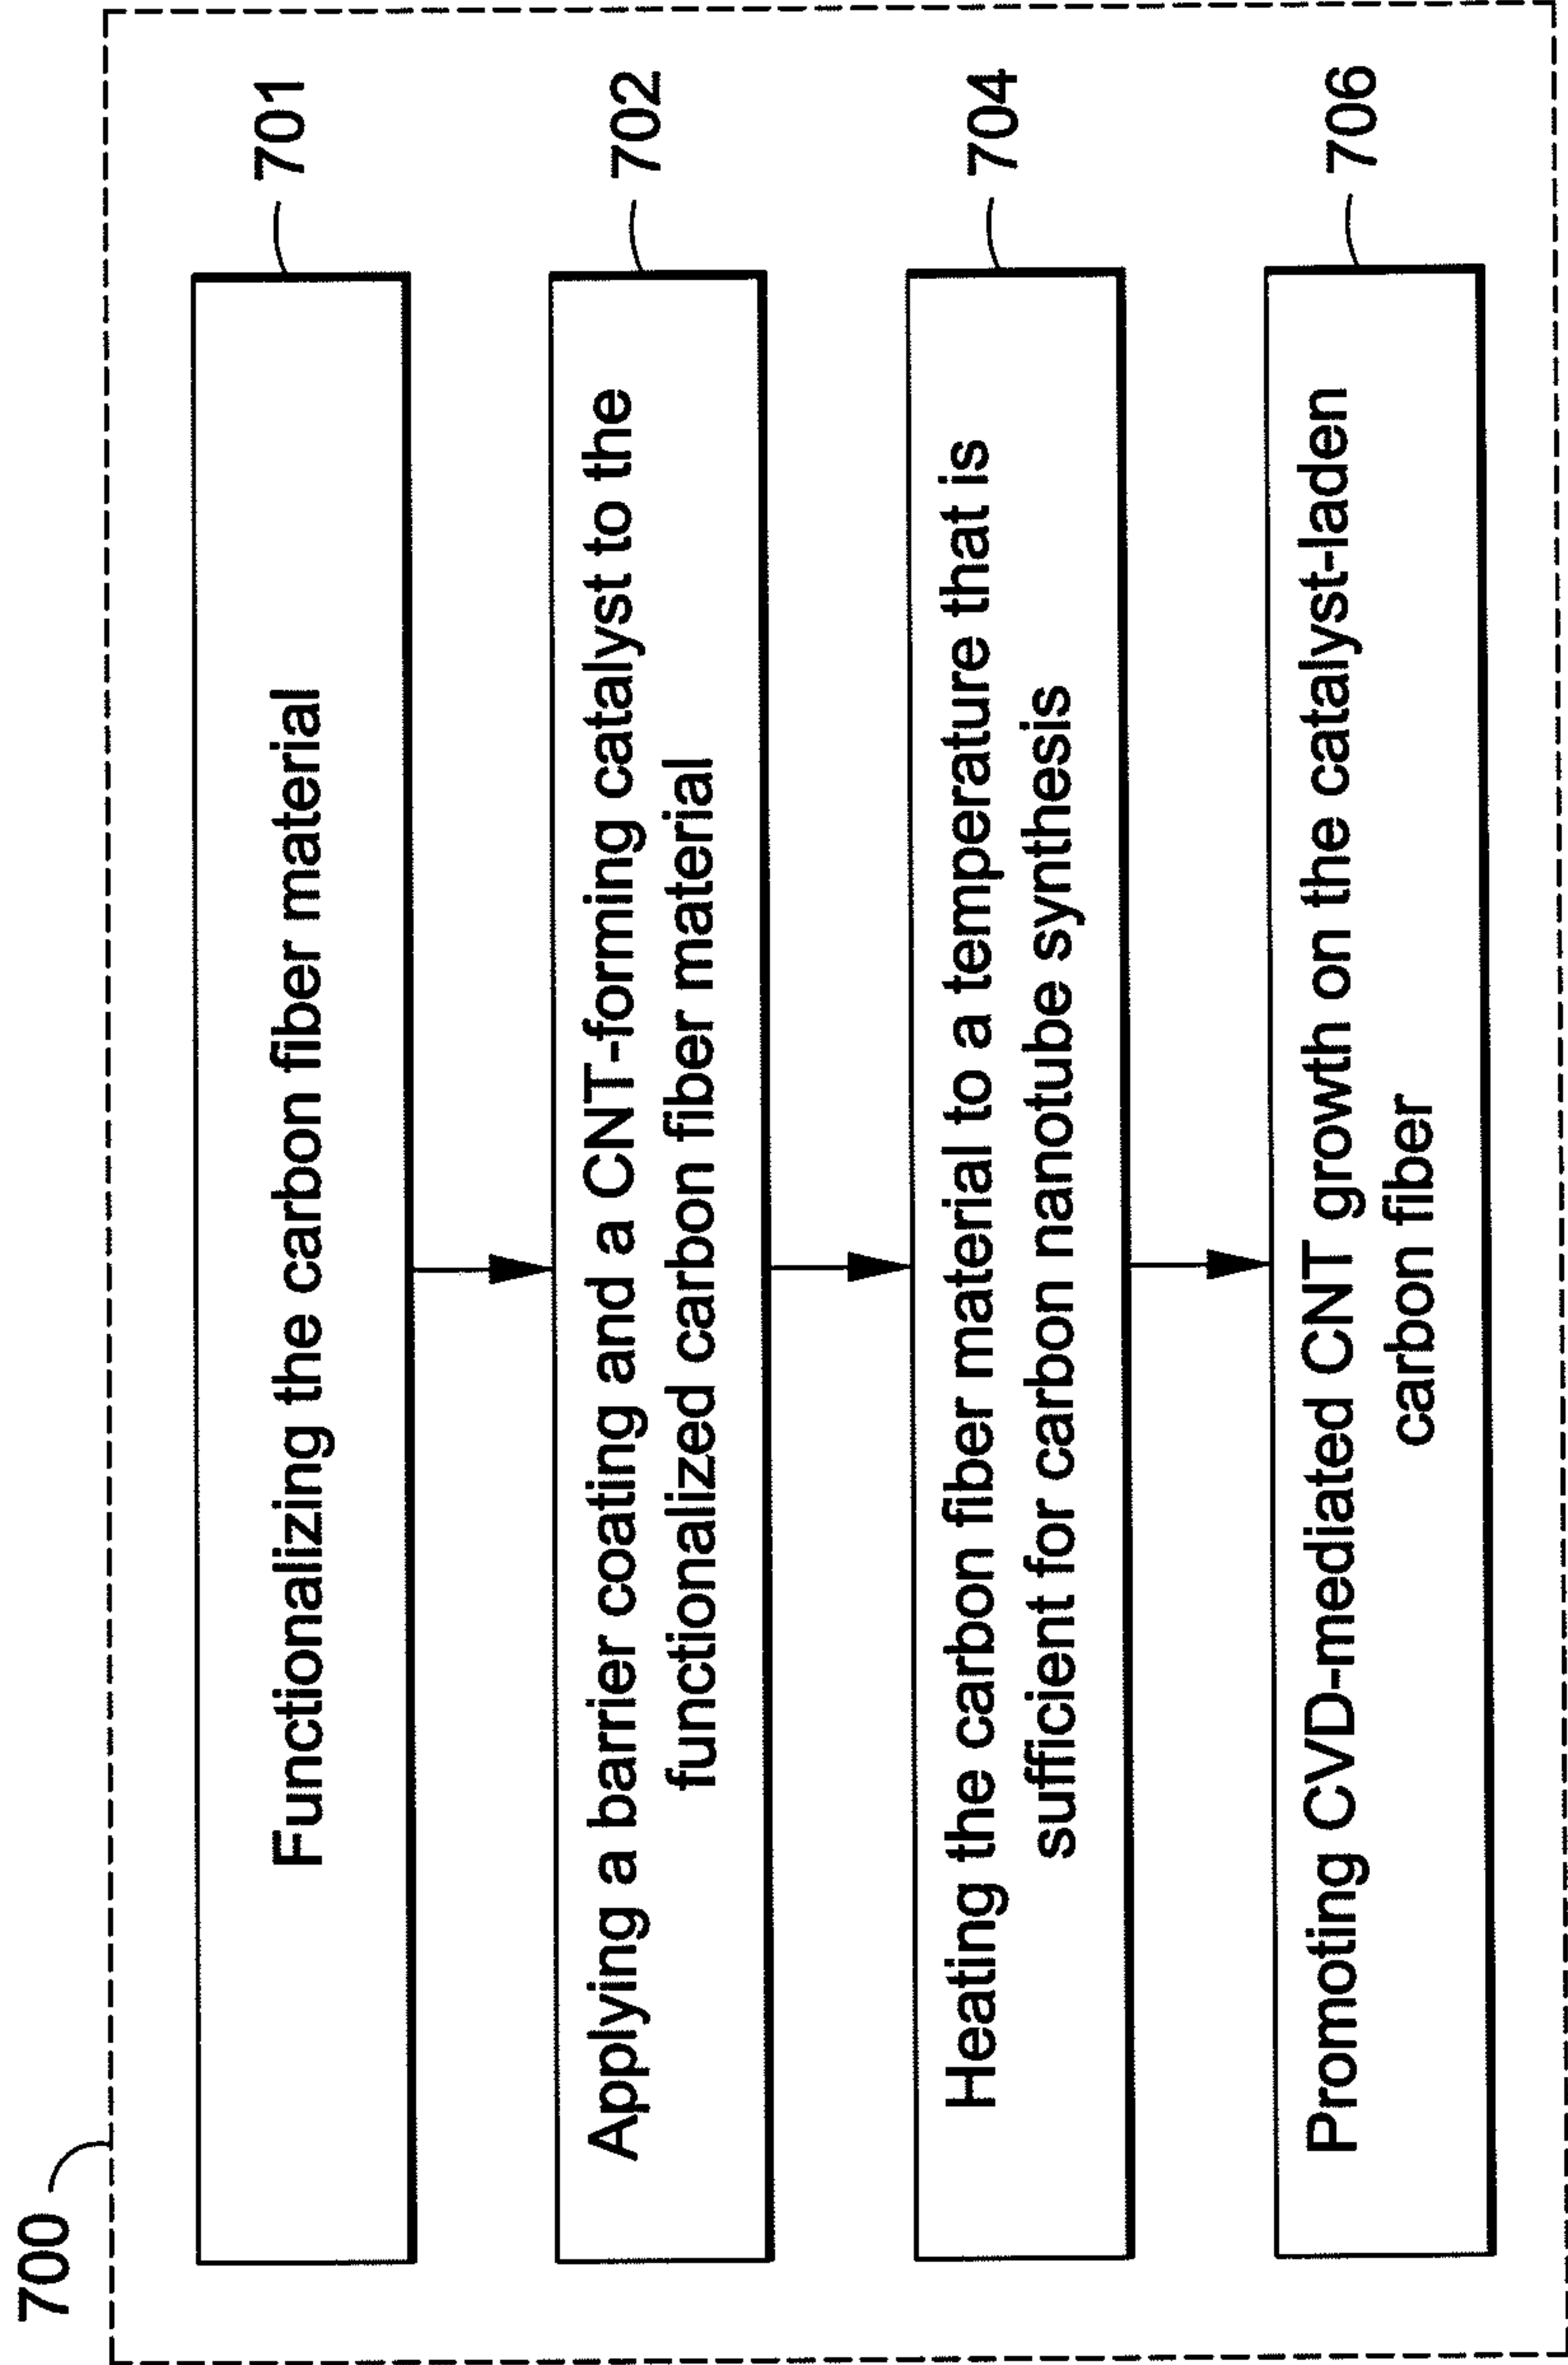 700
Functionalizing the carbon fiber material
701
Applying a barrier coating and a CNT-forming catalyst to the
functionalized carbon fiber material
702
Heating the carbon fiber material to a temperature that is
sufficient for carbon nanotube synthesis
704
Promoting CVD-mediated CNT growth on the catalyst-laden
carbon fiber
706